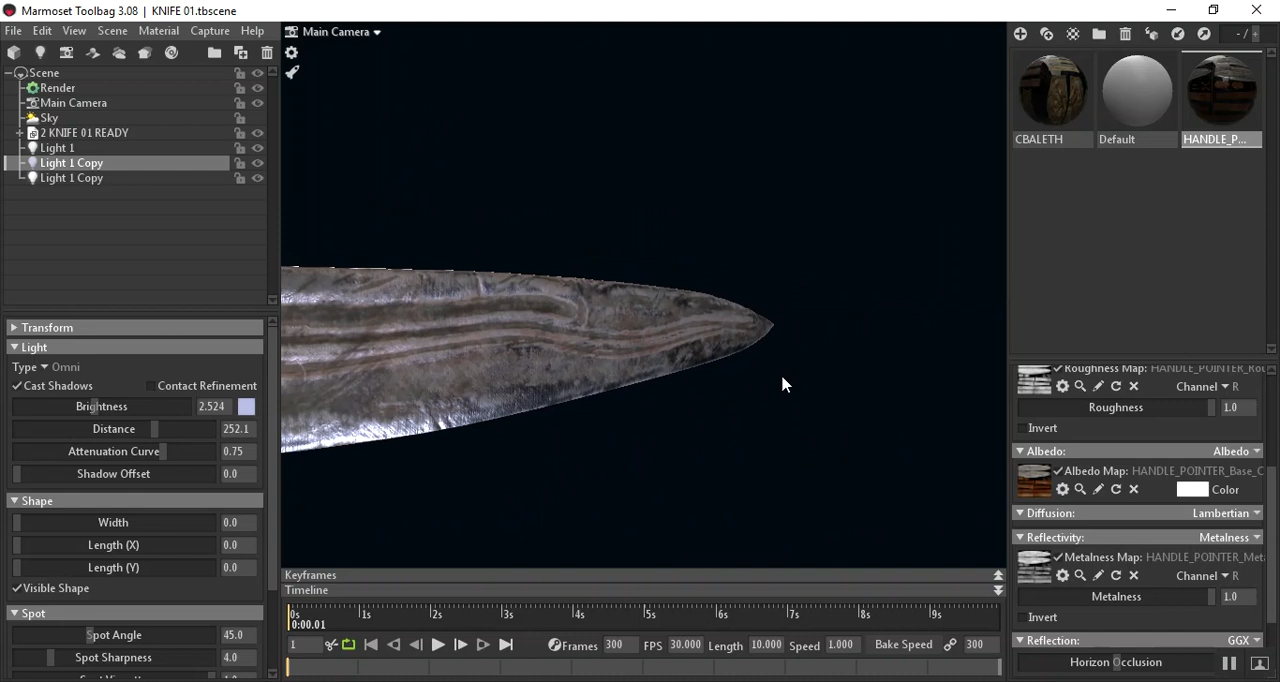 Marmoset Toolbag 3.08 | KNIFE 01.tbscene
File Edit View Scene Material Capture Help
Main Camera
- / +
Scene
Render
Main Camera
Sky
2 KNIFE 01 READY
Light 1
Light 1 Copy
Light 1 Copy
CBALETH Default HANDLE_P...
Transform
Light
Type Omni
Cast Shadows Contact Refinement
Brightness 2.524
Distance 252.1
Attenuation Curve 0.75
Shadow Offset 0.0
Shape
Width 0.0
Length (X) 0.0
Length (Y) 0.0
Visible Shape
Spot
Spot Angle 45.0
Spot Sharpness 4.0
Roughness Map: HANDLE_POINTER_Rou
Channel R
Roughness 1.0
Invert
Albedo: Albedo
Albedo Map: HANDLE_POINTER_Base_C
Color
Diffusion: Lambertian
Reflectivity: Metalness
Metalness Map: HANDLE_POINTER_Meta
Channel R
Metalness 1.0
Invert
Reflection: GGX
Horizon Occlusion
Keyframes
Timeline
0s 1s 2s 3s 4s 5s 6s 7s 8s 9s
0:00.01
1 Frames 300 FPS 30.000 Length 10.000 Speed 1.000 Bake Speed 300